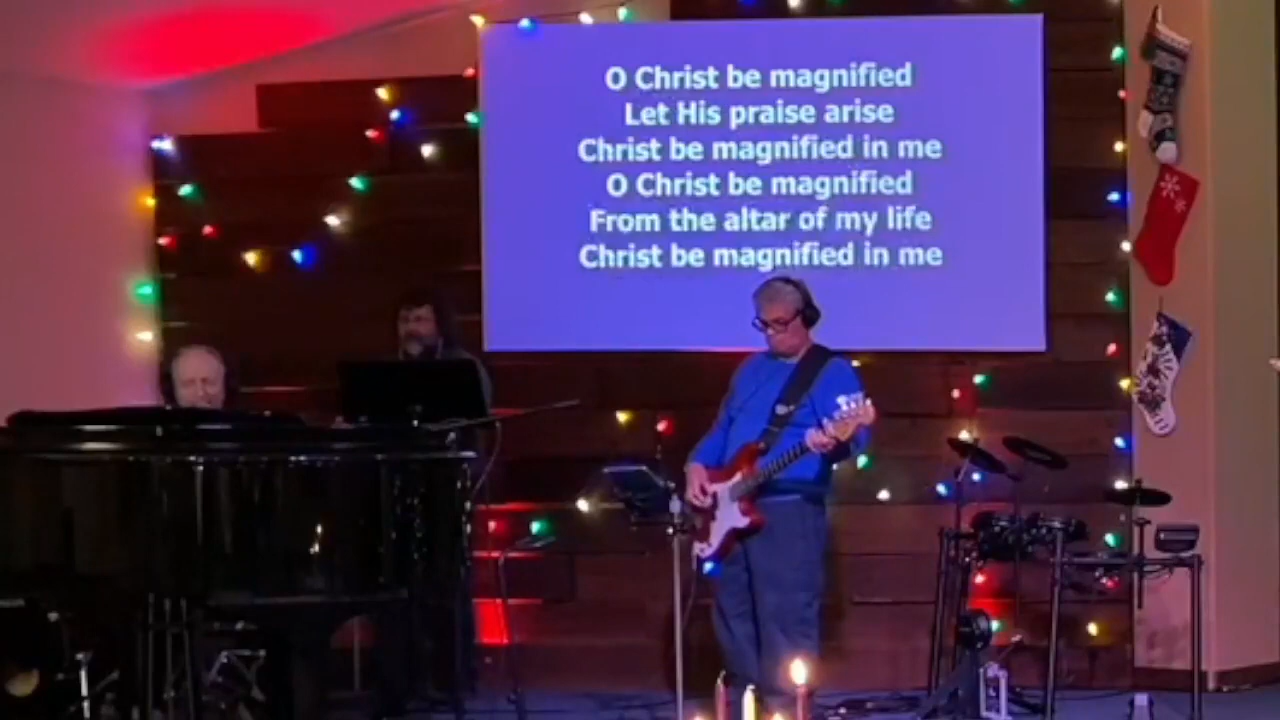 O Christ be magnified
Let His praise arise
Christ be magnified in me
O Christ be magnified
From the altar of my life
Christ be magnified in me